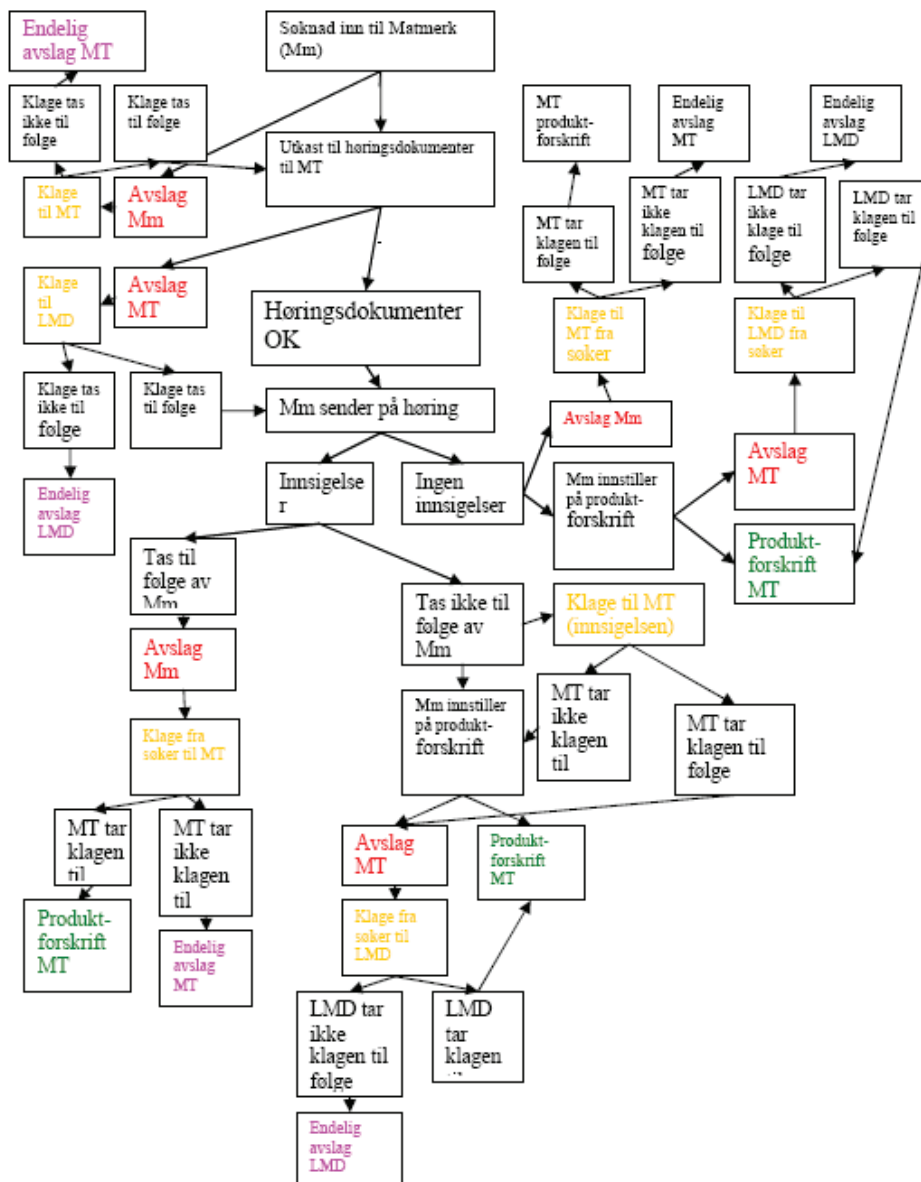 Endelig
avslag MT
Søknad inn til Matmerk
(Mm)
Klage tas
ikke til
følge
Klage tas
til følge
Utkast til høringsdokumenter
til MT
Klage
til MT
Avslag
Mm
MT
produkt-
forskrift
Endelig
avslag
MT
Endelig
avslag
LMD
MT tar
klagen til
følge
MT tar
ikke
klagen til
følge
LMD tar
ikke
klage til
følge
LMD tar
klagen til
følge
Klage
til
LMD
Avslag
MT
Høringsdokumenter
OK
Klage til
MT fra
søker
Klage til
LMD fra
søker
Klage tas
ikke til
følge
Klage tas
til følge
Mm sender på høring
Avslag Mm
Avslag
MT
Endelig
avslag
LMD
Innsigelse
r
Ingen
innsigelser
Mm innstiller
på produkt-
forskrift
Produkt-
forskrift
MT
Tas til
følge av
Mm
Tas ikke til
følge av
Mm
Klage til MT
(innsigelsen)
Avslag
Mm
Mm innstiller
på produkt-
forskrift
MT tar
ikke
klagen til
MT tar
klagen til
følge
Klage fra
søker til MT
MT tar
klagen
til
MT tar
ikke
klagen
til
Avslag
MT
Produkt-
forskrift
MT
Produkt-
forskrift
MT
Endelig
avslag
MT
Klage fra
søker til
LMD
LMD tar
ikke
klagen til
følge
LMD
tar
klagen
Endelig
avslag
LMD